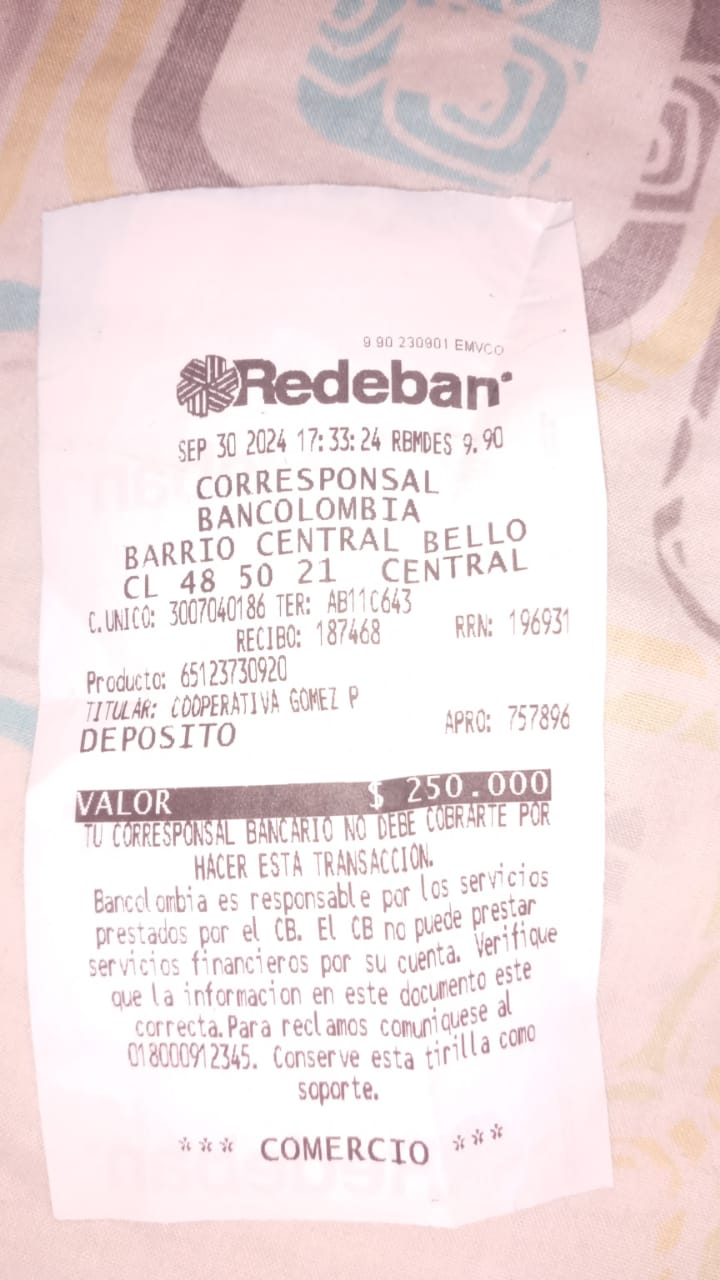 9.90 230901 EMVCO
Redeban
SEP 30 2024 17:33:24 RBMDES 9.90
CORRESPONSAL
BANCOLOMBIA
BARRIO CENTRAL BELLO
CL 48 50 21 CENTRAL
C.UNICO: 3007040186 TER: AB11C643
RECIBO: 187468 RRN: 196931
Producto: 65123730920
TITULAR: COOPERATIVA GOMEZ P
DEPOSITO APRO: 757896
VALOR $ 250.000
TU CORRESPONSAL BANCARIO NO DEBE COBRARTE POR
HACER ESTA TRANSACCION.
Bancolombia es responsable por los servicios
prestados por el CB. El CB no puede prestar
servicios financieros por su cuenta. Verifique
que la informacion en este documento este
correcta.Para reclamos comuniquese al
018000912345. Conserve esta tirilla como
soporte.
*** COMERCIO ***